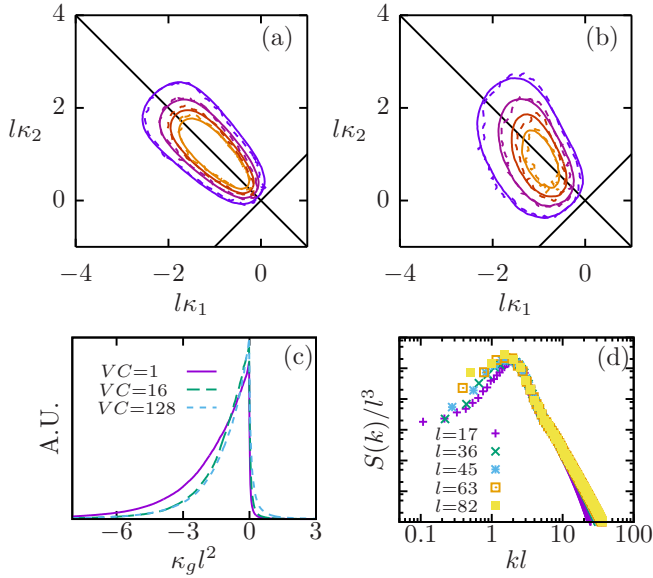 (a)
4
2
0
lκ₂
−4
−2
0
lκ₁
(b)
4
2
0
lκ₂
−4
−2
0
lκ₁
(c)
VC=1
VC=16
VC=128
A.U.
−6
−3
0
3
κ_g l²
(d)
S(k)/l³
l=17
l=36
l=45
l=63
l=82
0.1
1
10
100
kl